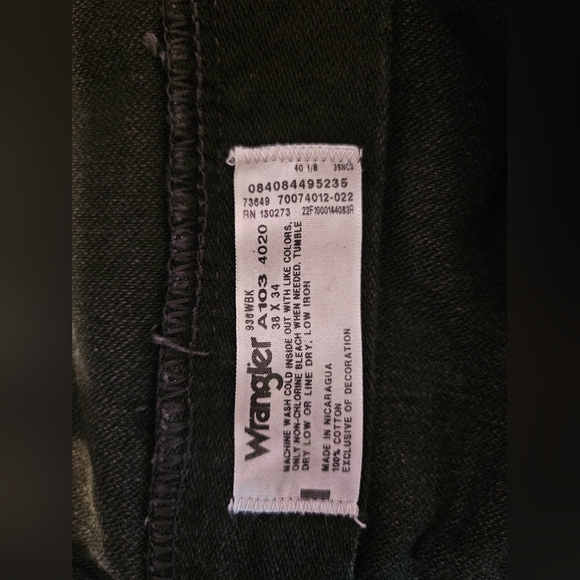 40 1/8 39NCS
084084495235
73649 70074012-022
RN 130273 22F1000144083R
936WBK
Wrangler A103 4020
38 X 34
MACHINE WASH COLD INSIDE OUT WITH LIKE COLORS,
ONLY NON-CHLORINE BLEACH WHEN NEEDED, TUMBLE
DRY LOW OR LINE DRY; LOW IRON
MADE IN NICARAGUA
100% COTTON
EXCLUSIVE OF DECORATION